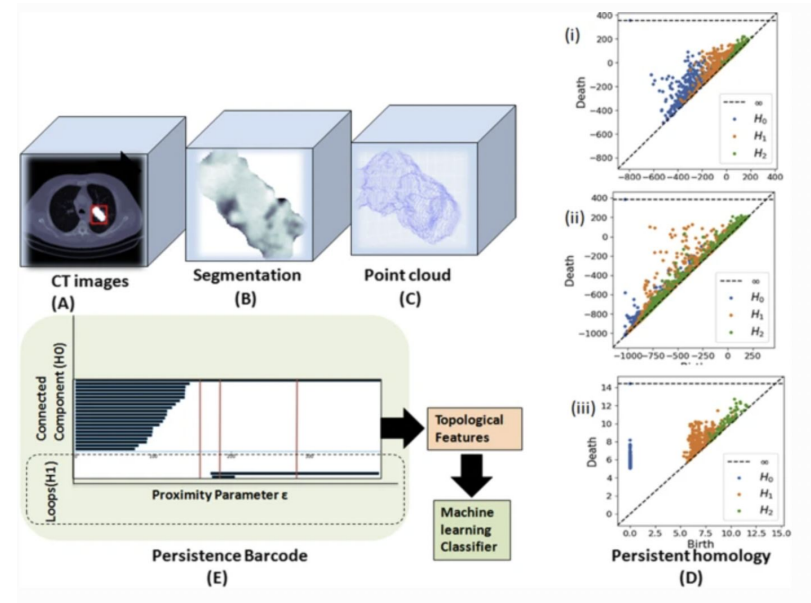 CT images
(A)
Segmentation
(B)
Point cloud
(C)
Connected
Component (H0)
Loops(H1)
Proximity Parameter ε
Persistence Barcode
(E)
Topological
Features
Machine
learning
Classifier
(i)
Death
400
200
0
−200
−400
−600
−800
−800 −600 −400 −200 0 200 400
∞
H₀
H₁
H₂
(ii)
Death
400
200
0
−200
−400
−600
−800
−1000
−1000 −750 −500 −250 0 250
∞
H₀
H₁
H₂
(iii)
Death
14
12
10
8
6
4
2
0
0.0 2.5 5.0 7.5 10.0 12.5 15.0
∞
H₀
H₁
H₂
Birth
Persistent homology
(D)